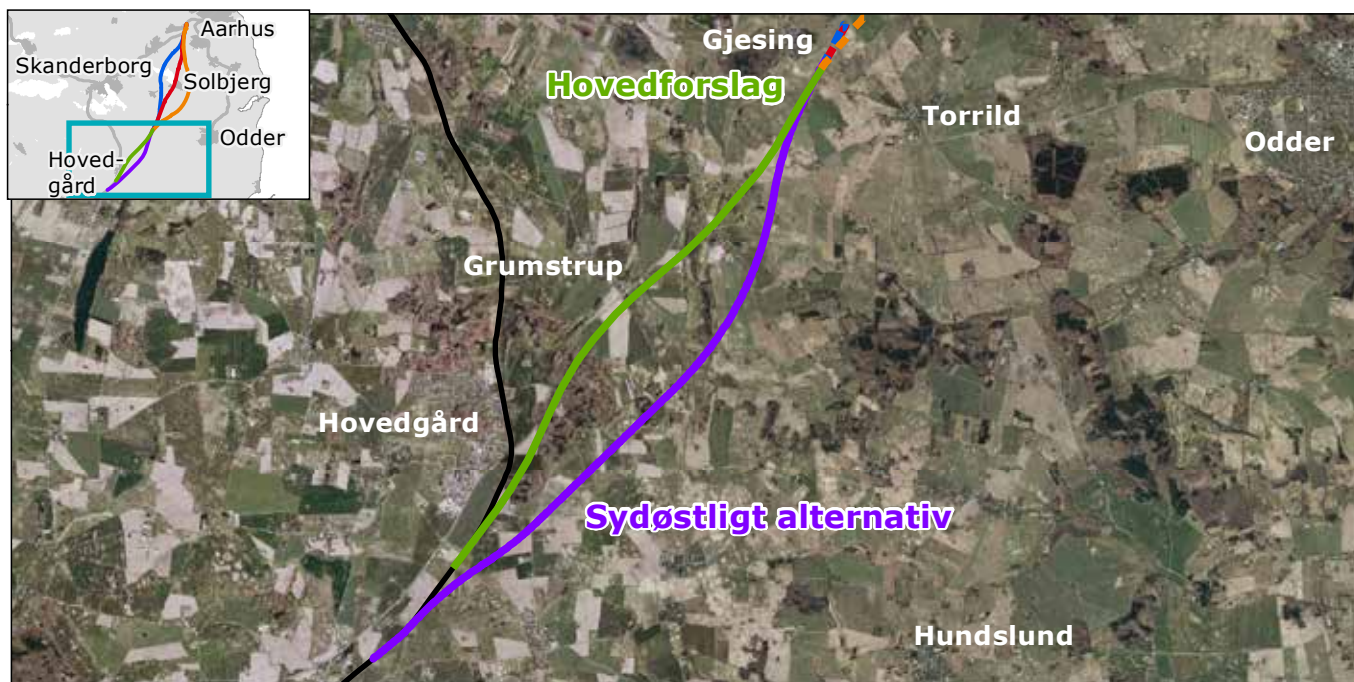 Aarhus
Skanderborg
Solbjerg
Odder
Hoved-
gård
Gjesing
Hovedforslag
Torrild
Odder
Grumstrup
Hovedgård
Sydøstligt alternativ
Hundslund